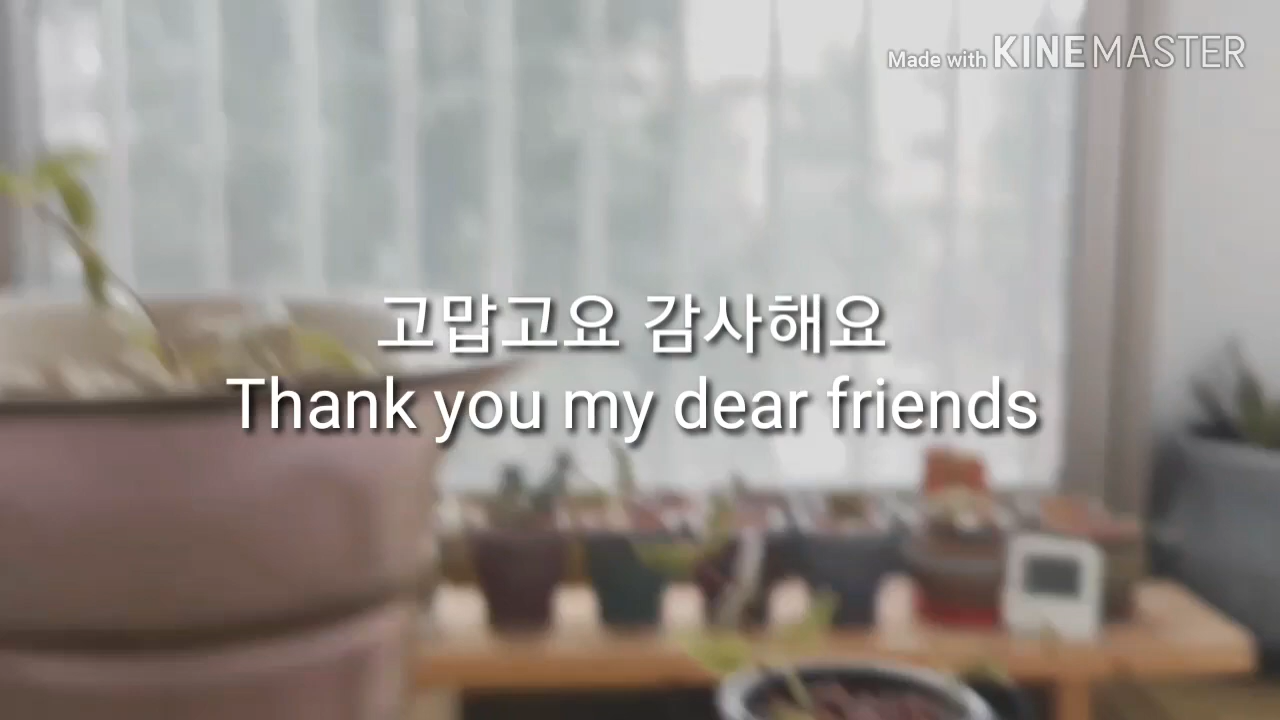 Made with KINEMASTER
고맙고요 감사해요
Thank you my dear friends